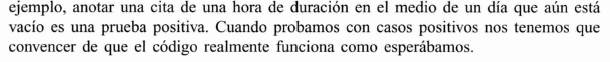 ejemplo, anotar una cita de una hora de duración en el medio de un día que aún está
vacío es una prueba positiva. Cuando probamos con casos positivos nos tenemos que
convencer de que el código realmente funciona como esperábamos.